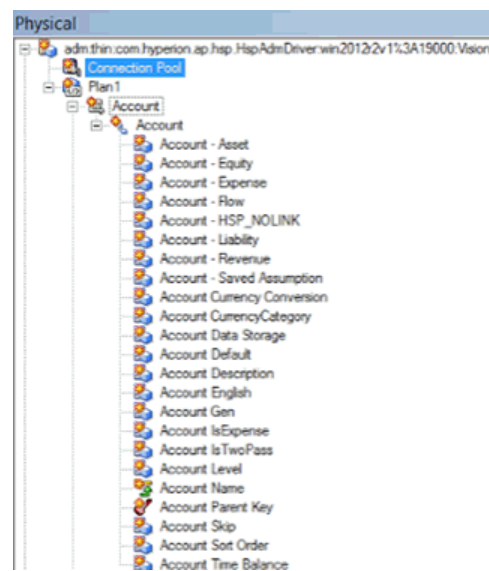 Physical
adm:thin:com.hyperion.ap.hsp.HspAdmDriver:win2012r2v1%3A19000:Vision
Connection Pool
Plan1
Account
Account
Account - Asset
Account - Equity
Account - Expense
Account - Flow
Account - HSP_NOLINK
Account - Liability
Account - Revenue
Account - Saved Assumption
Account Currency Conversion
Account CurrencyCategory
Account Data Storage
Account Default
Account Description
Account English
Account Gen
Account IsExpense
Account IsTwoPass
Account Level
Account Name
Account Parent Key
Account Skip
Account Sort Order
Account Time Balance